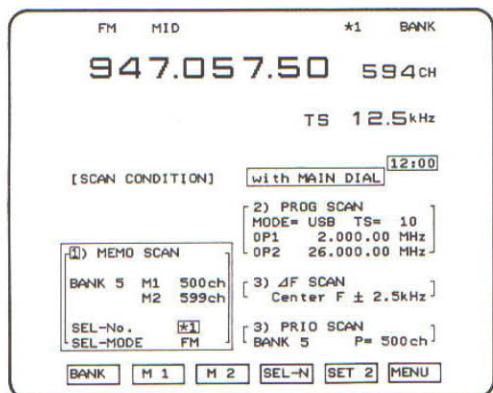 FM MID *1 BANK
947.057.50 594CH
TS 12.5kHz
12:00
[SCAN CONDITION] with MAIN DIAL
2) PROG SCAN
MODE= USB TS= 10
0P1 2.000.00 MHz
0P2 26.000.00 MHz
1) MEMO SCAN
BANK 5 M1 500ch
M2 599ch
SEL-No. *1
SEL-MODE FM
3) ⊿F SCAN
Center F ± 2.5kHz
3) PRIO SCAN
BANK 5 P= 500ch
BANK M 1 M 2 SEL-N SET 2 MENU